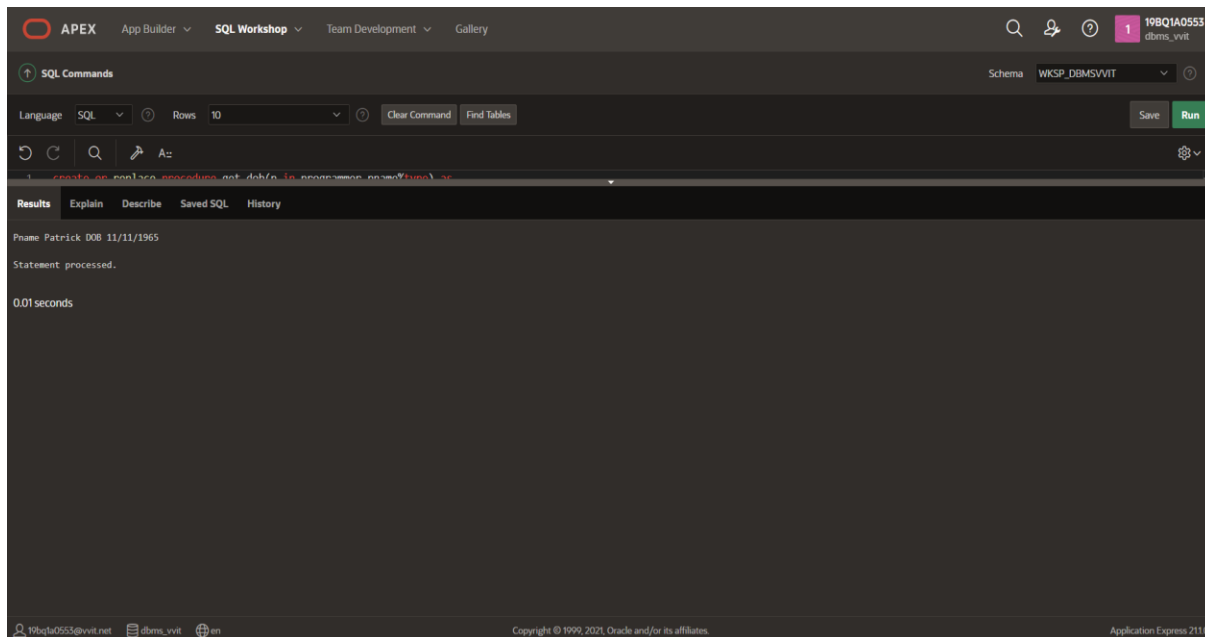 APEX App Builder SQL Workshop Team Development Gallery 1 19BQ1A0553
dbms_vvit
SQL Commands Schema WKSP_DBMSVVIT
Language SQL Rows 10 Clear Command Find Tables Save Run
1 create or replace procedure get_dob(n in programmer.pname%type) as
Results Explain Describe Saved SQL History
Pname Patrick DOB 11/11/1965
Statement processed.
0.01 seconds
19bq1a0553@vvit.net dbms_vvit en Copyright © 1999, 2021, Oracle and/or its affiliates. Application Express